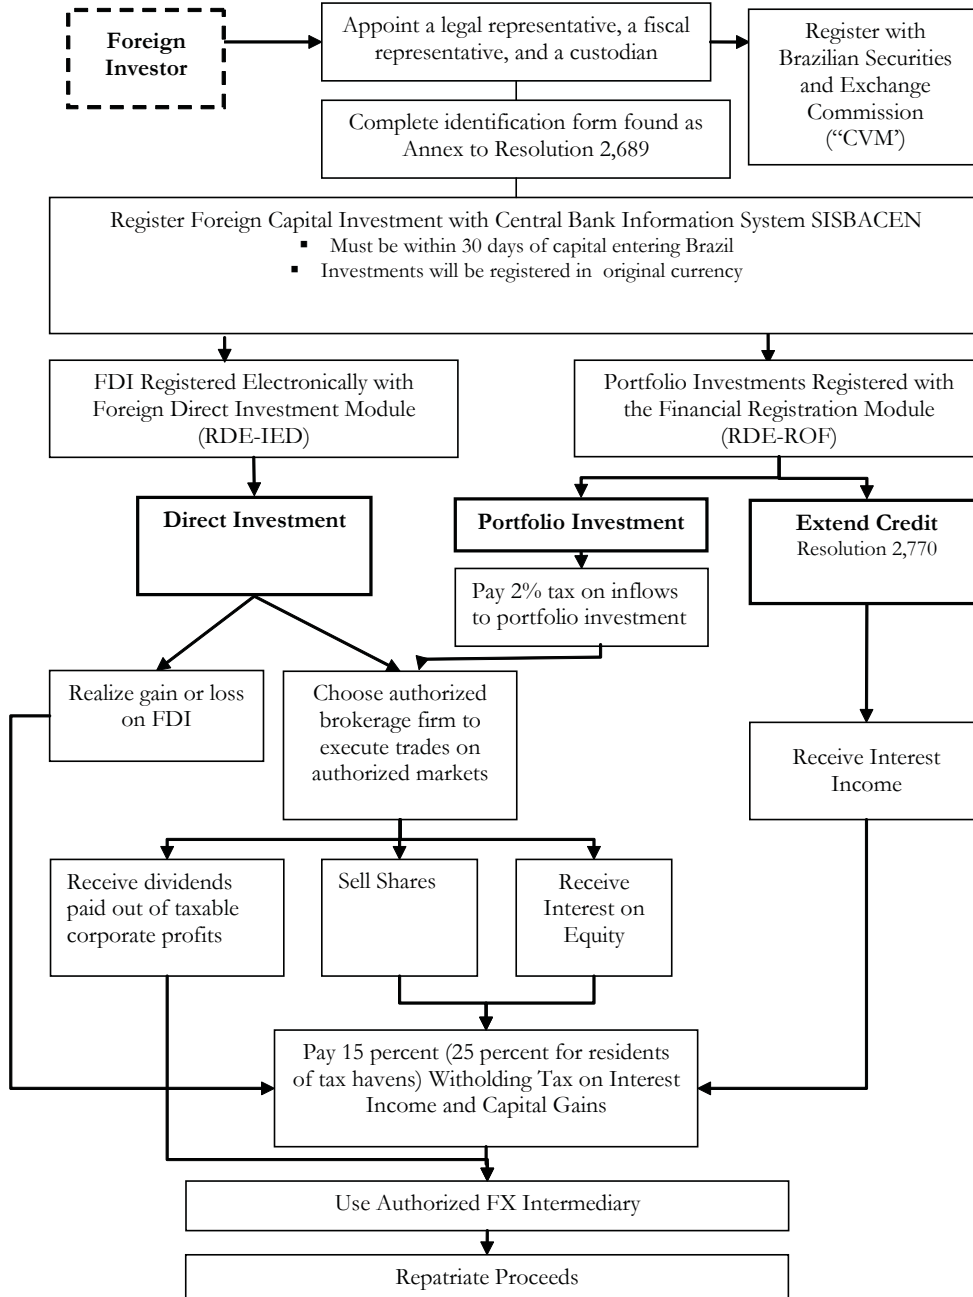 Foreign
Investor
Appoint a legal representative, a fiscal
representative, and a custodian
Register with
Brazilian Securities
and Exchange
Commission
(“CVM’)
Complete identification form found as
Annex to Resolution 2,689
Register Foreign Capital Investment with Central Bank Information System SISBACEN
▪ Must be within 30 days of capital entering Brazil
▪ Investments will be registered in original currency
FDI Registered Electronically with
Foreign Direct Investment Module
(RDE-IED)
Portfolio Investments Registered with
the Financial Registration Module
(RDE-ROF)
Direct Investment
Portfolio Investment
Extend Credit
Resolution 2,770
Pay 2% tax on inflows
to portfolio investment
Realize gain or loss
on FDI
Choose authorized
brokerage firm to
execute trades on
authorized markets
Receive Interest
Income
Receive dividends
paid out of taxable
corporate profits
Sell Shares
Receive
Interest on
Equity
Pay 15 percent (25 percent for residents
of tax havens) Witholding Tax on Interest
Income and Capital Gains
Use Authorized FX Intermediary
Repatriate Proceeds